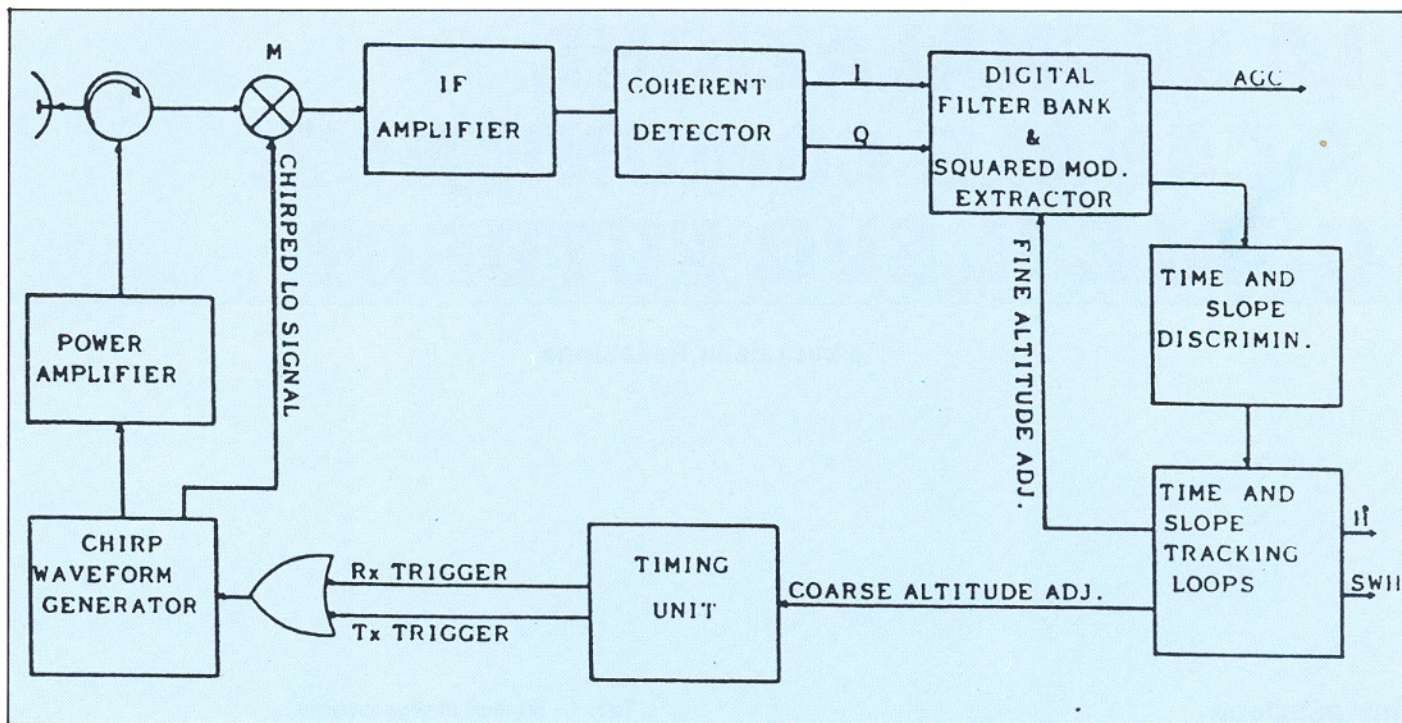 M
IF
AMPLIFIER
COHERENT
DETECTOR
I
Q
DIGITAL
FILTER BANK
&
SQUARED MOD.
EXTRACTOR
AGC
CHIRPED LO SIGNAL
FINE ALTITUDE ADJ.
TIME AND
SLOPE
DISCRIMIN.
POWER
AMPLIFIER
TIME AND
SLOPE
TRACKING
LOOPS
SWH
CHIRP
WAVEFORM
GENERATOR
Rx TRIGGER
Tx TRIGGER
TIMING
UNIT
COARSE ALTITUDE ADJ.